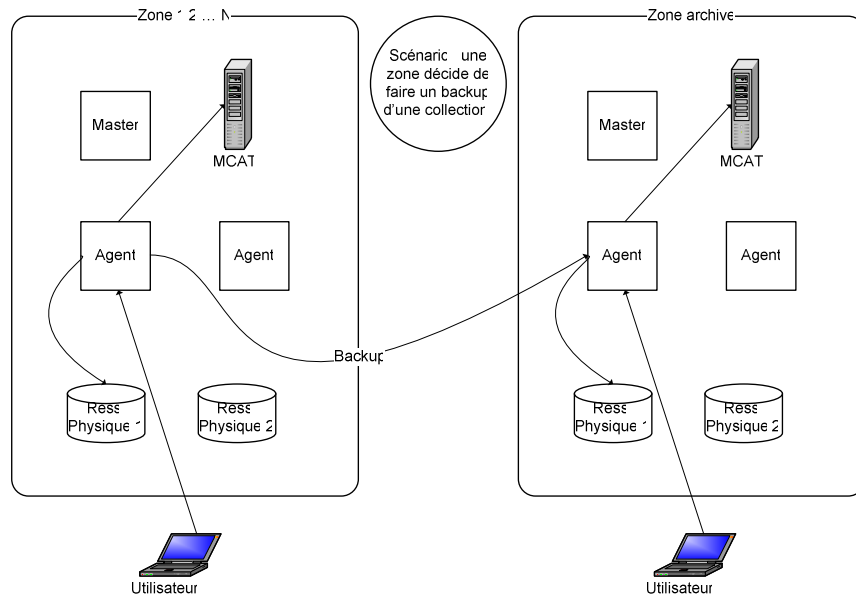 Zone 1 2 … N
Zone archive
Scénario une
zone décide de
faire un backup
d'une collection
Master
MCAT
Master
MCAT
Agent
Agent
Agent
Agent
Backup
Ress
Physique 1
Ress
Physique 2
Ress
Physique 1
Ress
Physique 2
Utilisateur
Utilisateur